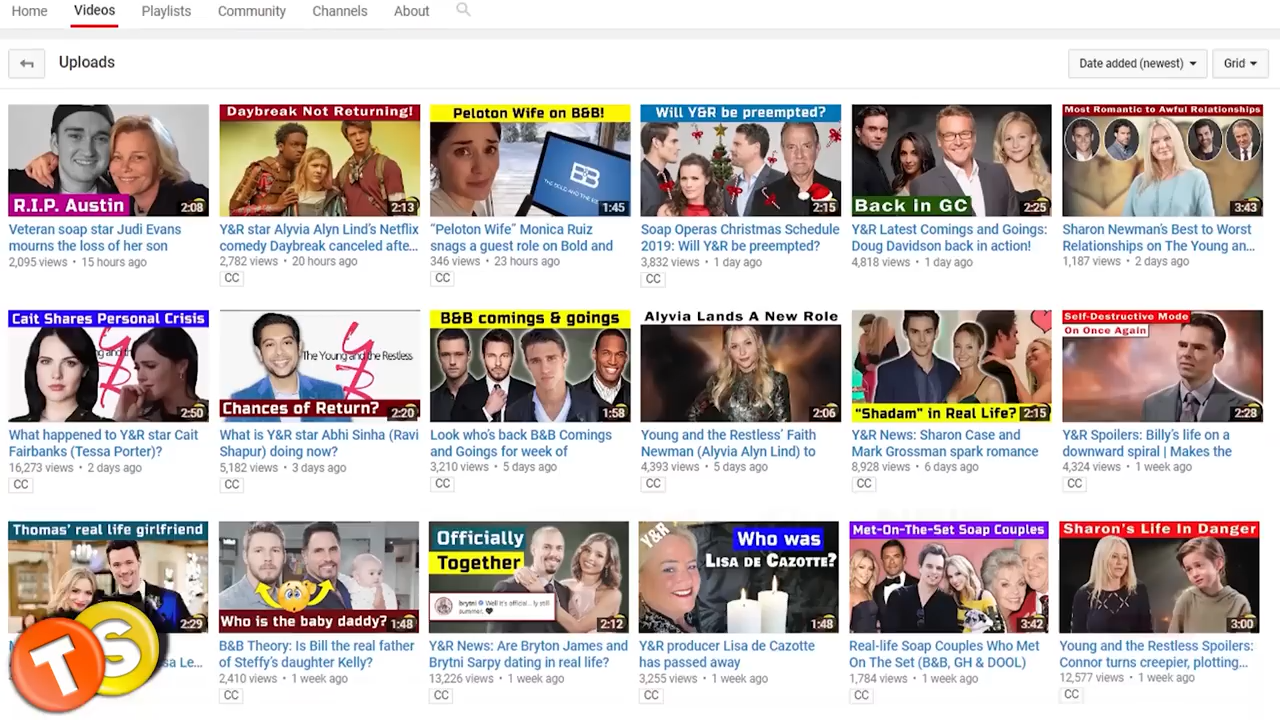 Home Videos Playlists Community Channels About
Uploads
Date added (newest) Grid
R.I.P. Austin
2:08
Veteran soap star Judi Evans
mourns the loss of her son
2,095 views • 15 hours ago
Daybreak Not Returning!
2:13
Y&R star Alyvia Alyn Lind's Netflix
comedy Daybreak canceled afte...
2,782 views • 20 hours ago
CC
Peloton Wife on B&B!
B&B
1:45
"Peloton Wife" Monica Ruiz
snags a guest role on Bold and
346 views • 23 hours ago
CC
Will Y&R be preempted?
2:15
Soap Operas Christmas Schedule
2019: Will Y&R be preempted?
3,832 views • 1 day ago
CC
Back in GC
2:25
Y&R Latest Comings and Goings:
Doug Davidson back in action!
4,818 views • 1 day ago
Most Romantic to Awful Relationships
3:43
Sharon Newman's Best to Worst
Relationships on The Young an...
1,187 views • 2 days ago
Cait Shares Personal Crisis
2:50
What happened to Y&R star Cait
Fairbanks (Tessa Porter)?
16,273 views • 2 days ago
CC
The Young and the Restless
YR
Chances of Return?
2:20
What is Y&R star Abhi Sinha (Ravi
Shapur) doing now?
5,182 views • 3 days ago
CC
B&B comings & goings
1:58
Look who's back B&B Comings
and Goings for week of
3,210 views • 5 days ago
CC
Alyvia Lands A New Role
2:06
Young and the Restless' Faith
Newman (Alyvia Alyn Lind) to
4,393 views • 5 days ago
CC
"Shadam" in Real Life?
2:15
Y&R News: Sharon Case and
Mark Grossman spark romance
8,928 views • 6 days ago
CC
Self-Destructive Mode
On Once Again
2:28
Y&R Spoilers: Billy's life on a
downward spiral | Makes the
4,324 views • 1 week ago
CC
Thomas' real life girlfriend
2:29
TS
B&B Theory: Is Bill the real father
of Steffy's daughter Kelly?
Who is the baby daddy?
1:48
2,410 views • 1 week ago
CC
Officially
Together
2:12
Y&R News: Are Bryton James and
Brytni Sarpy dating in real life?
13,226 views • 1 week ago
CC
Y&R
Who was
Lisa de Cazotte?
1:48
Y&R producer Lisa de Cazotte
has passed away
3,255 views • 1 week ago
CC
Met-On-The-Set Soap Couples
3:42
Real-life Soap Couples Who Met
On The Set (B&B, GH & DOOL)
1,784 views • 1 week ago
CC
Sharon's Life In Danger
3:00
Young and the Restless Spoilers:
Connor turns creepier, plotting...
12,577 views • 1 week ago
CC